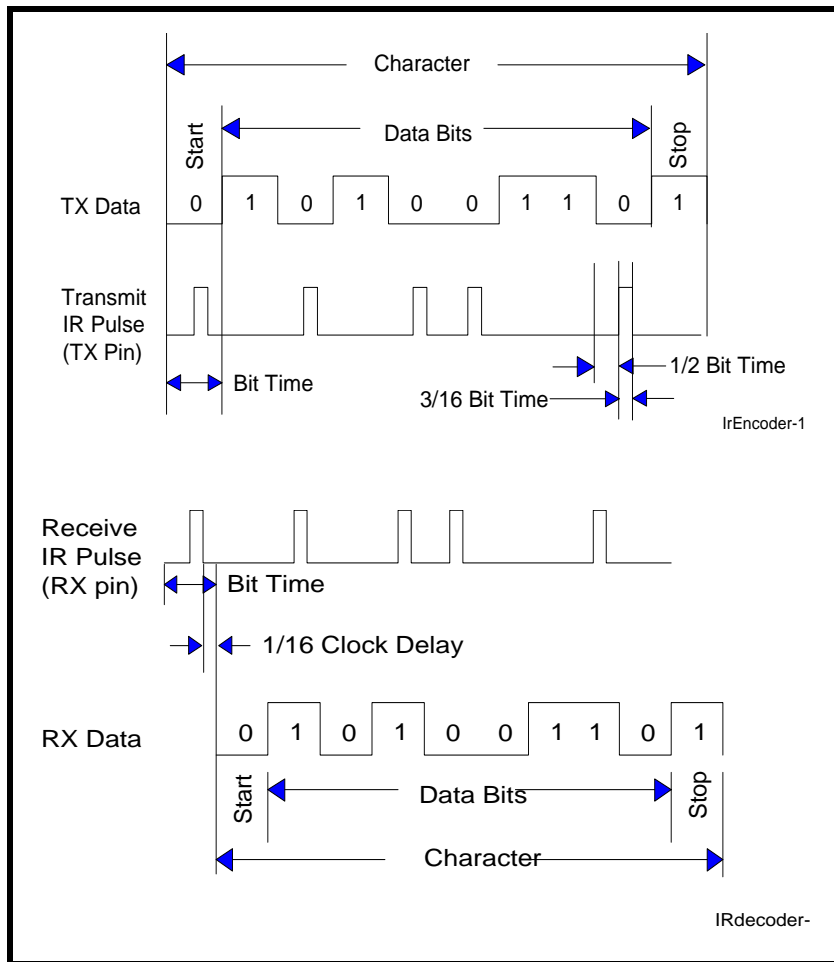 Character
Start
Data Bits
Stop
TX Data
0 1 0 1 0 0 1 1 0 1
Transmit
IR Pulse
(TX Pin)
Bit Time
1/2 Bit Time
3/16 Bit Time
IrEncoder-1
Receive
IR Pulse
(RX pin)
Bit Time
1/16 Clock Delay
RX Data
0 1 0 1 0 0 1 1 0 1
Start
Data Bits
Stop
Character
IRdecoder-